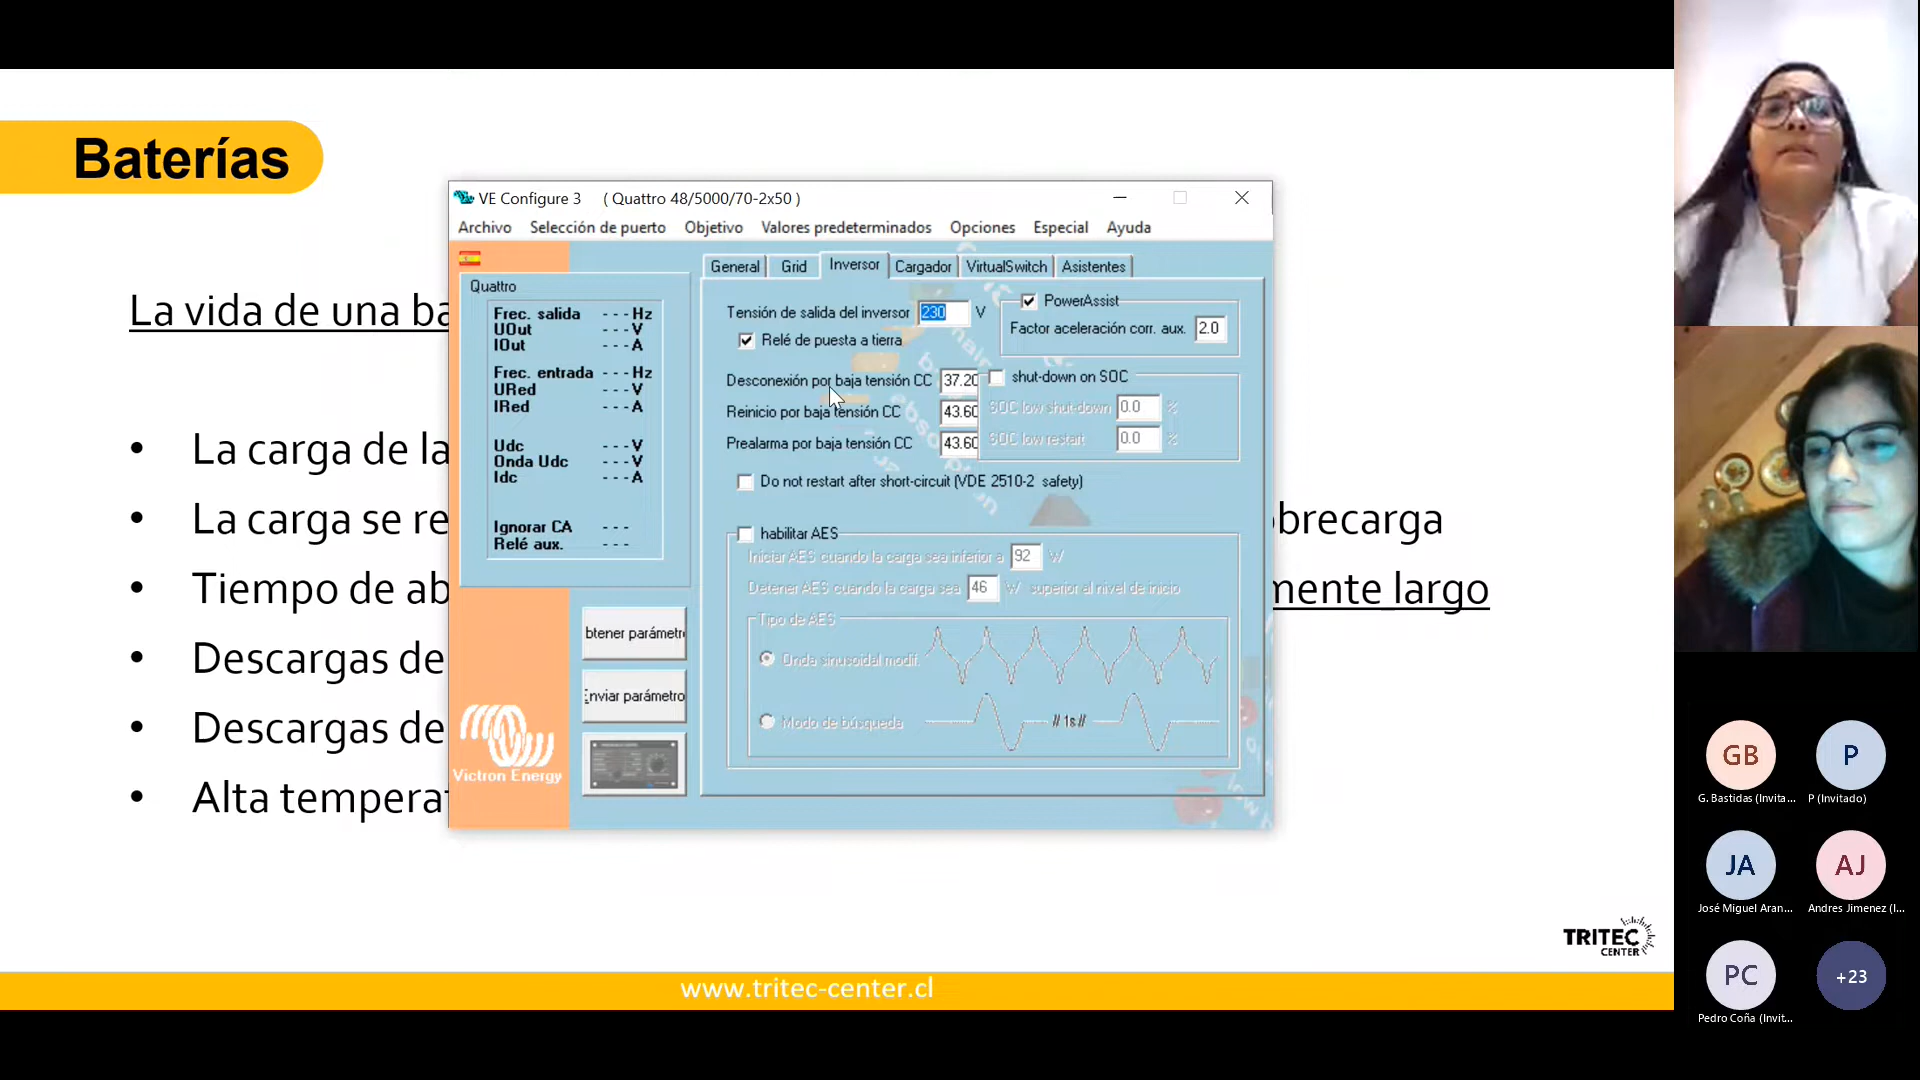 Baterías
La vida de una ba
La carga de la
La carga se re
brecarga
Tiempo de ab
mente largo
Descargas de
Descargas de
Alta tempera
VE Configure 3 ( Quattro 48/5000/70-2x50 )
Archivo Selección de puerto Objetivo Valores predeterminados Opciones Especial Ayuda
General Grid Inversor Cargador VirtualSwitch Asistentes
Quattro
Frec. salida - - - Hz
UOut - - - V
IOut - - - A
Frec. entrada - - - Hz
URed - - - V
IRed - - - A
Udc - - - V
Onda Udc - - - V
Idc - - - A
Ignorar CA - - -
Relé aux. - - -
btener parámetr
Enviar parámetro
Victron Energy
Tensión de salida del inversor 230 V
Relé de puesta a tierra
Desconexión por baja tensión CC 37.20
Reinicio por baja tensión CC 43.60
Prealarma por baja tensión CC 43.60
PowerAssist
Factor aceleración corr. aux. 2.0
shut-down on SOC
SOC low shut-down 0.0 %
SOC low restart 0.0 %
Do not restart after short-circuit (VDE 2510-2 safety)
habilitar AES
Iniciar AES cuando la carga sea inferior a 92 W
Detener AES cuando la carga sea 46 W superior al nivel de inicio
Tipo de AES
Onda sinusoidal modif.
Modo de búsqueda
// 1s //
TRITEC
CENTER
www.tritec-center.cl
GB
G. Bastidas (Invita...
P
P (Invitado)
JA
José Miguel Aran...
AJ
Andres Jimenez (I...
PC
Pedro Coña (Invit...
+23